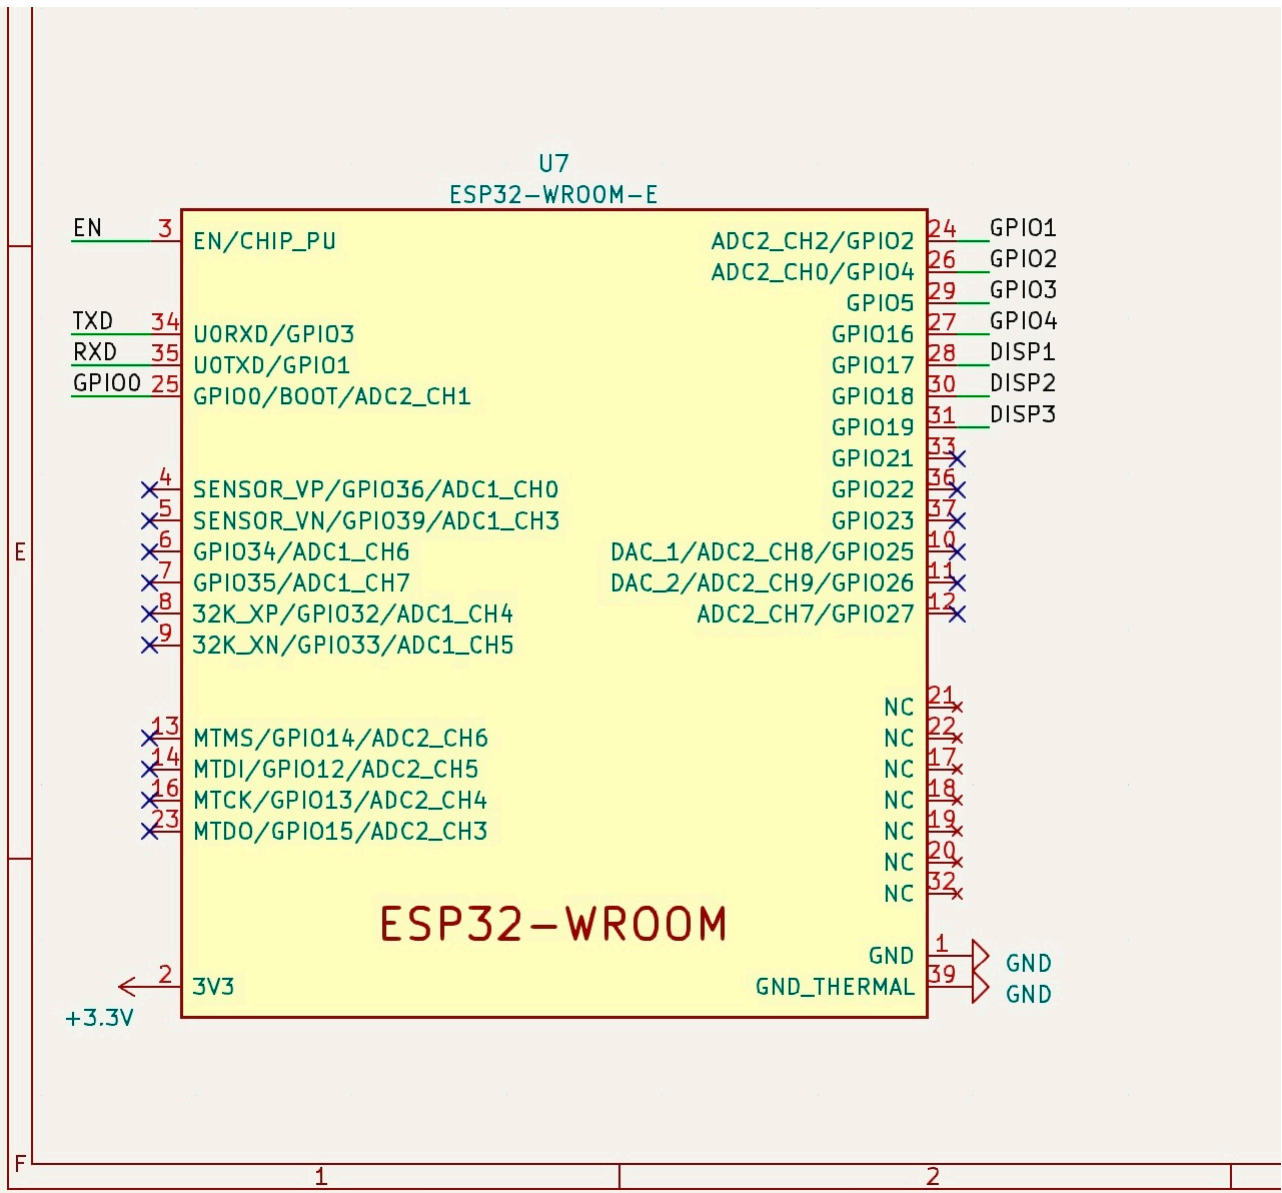 U7
ESP32-WROOM-E
EN 3 EN/CHIP_PU ADC2_CH2/GPIO2 24 GPIO1
ADC2_CH0/GPIO4 26 GPIO2
GPIO5 29 GPIO3
TXD 34 U0RXD/GPIO3 GPIO16 27 GPIO4
RXD 35 U0TXD/GPIO1 GPIO17 28 DISP1
GPIO0 25 GPIO0/BOOT/ADC2_CH1 GPIO18 30 DISP2
GPIO19 31 DISP3
GPIO21 33
4 SENSOR_VP/GPIO36/ADC1_CH0 GPIO22 36
5 SENSOR_VN/GPIO39/ADC1_CH3 GPIO23 37
E 6 GPIO34/ADC1_CH6 DAC_1/ADC2_CH8/GPIO25 10
7 GPIO35/ADC1_CH7 DAC_2/ADC2_CH9/GPIO26 11
8 32K_XP/GPIO32/ADC1_CH4 ADC2_CH7/GPIO27 12
9 32K_XN/GPIO33/ADC1_CH5
NC 21
13 MTMS/GPIO14/ADC2_CH6 NC 22
14 MTDI/GPIO12/ADC2_CH5 NC 17
16 MTCK/GPIO13/ADC2_CH4 NC 18
23 MTDO/GPIO15/ADC2_CH3 NC 19
NC 20
NC 32
ESP32-WROOM
GND 1 GND
2 3V3 GND_THERMAL 39 GND
+3.3V
F
1 2